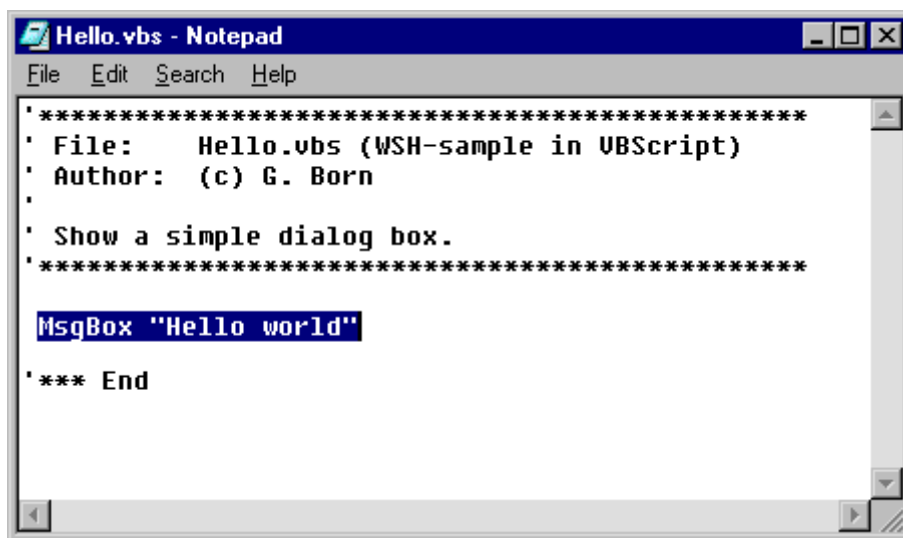 Hello.vbs - Notepad
File Edit Search Help
'************************************************
' File:    Hello.vbs (WSH-sample in VBScript)
' Author:  (c) G. Born
'
' Show a simple dialog box.
'************************************************
MsgBox "Hello world"
'*** End